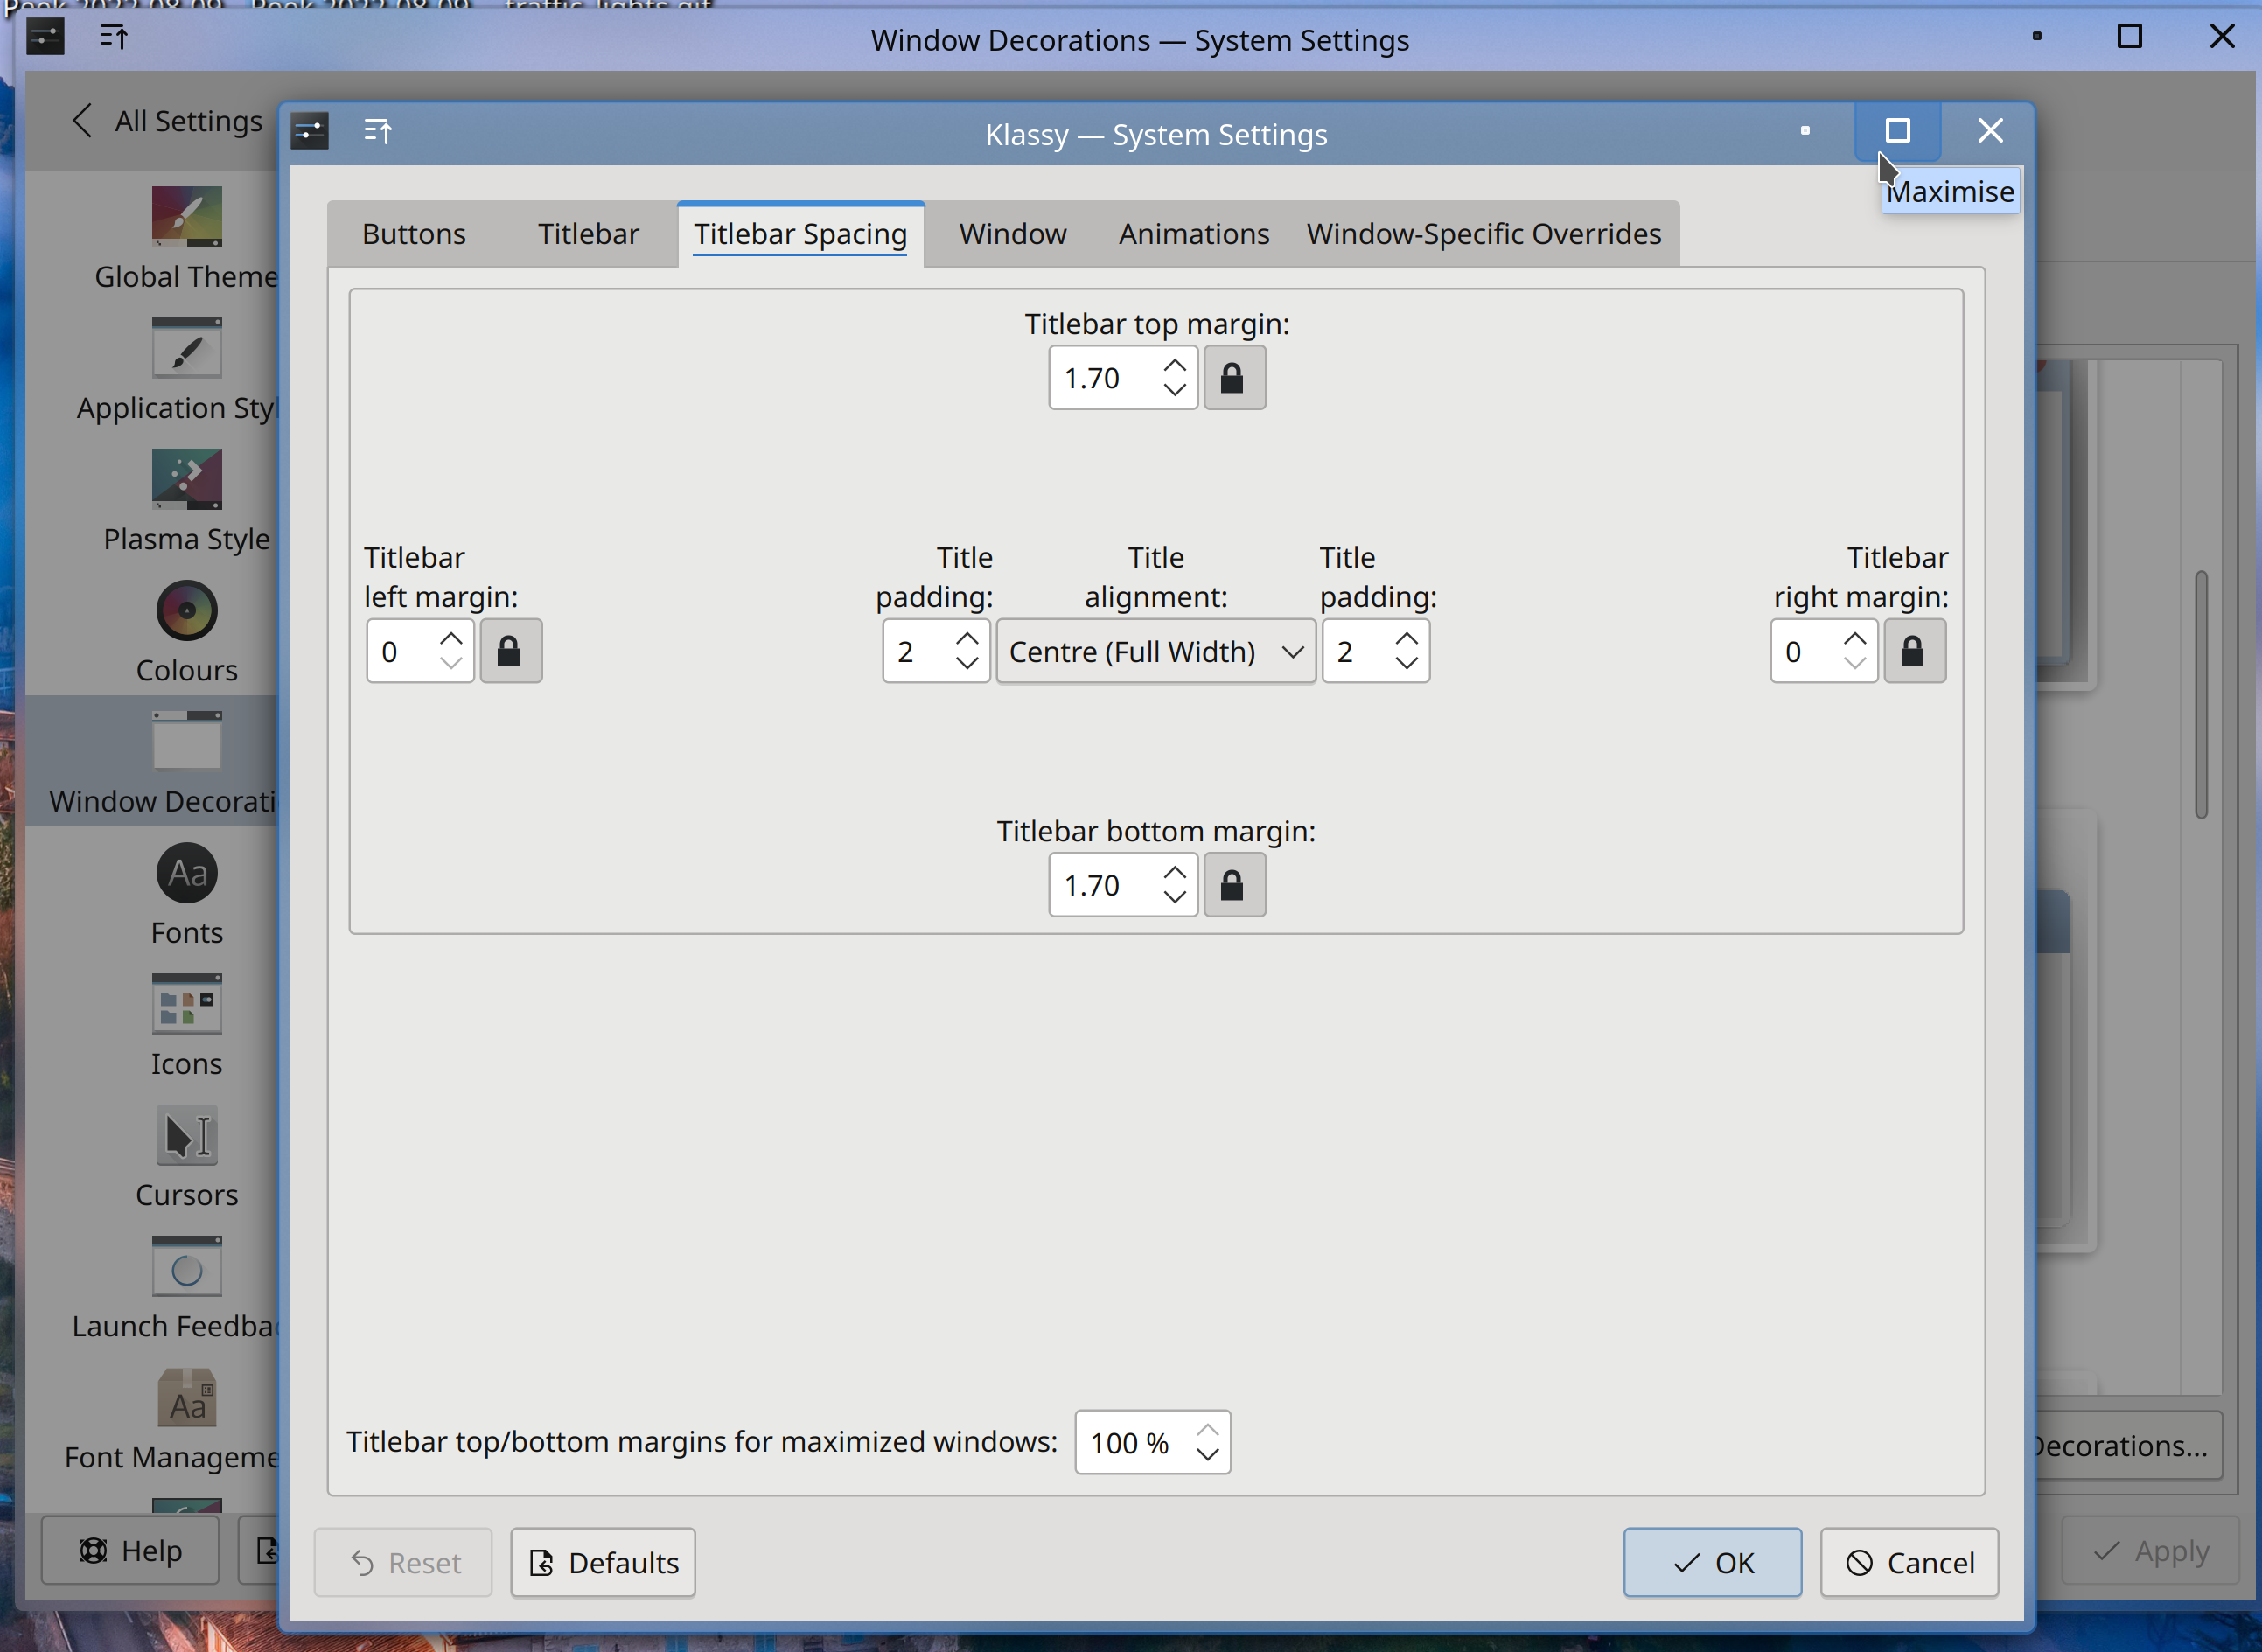 Window Decorations — System Settings
All Settings
Klassy — System Settings
Maximise
Buttons
Titlebar
Titlebar Spacing
Window
Animations
Window-Specific Overrides
Global Theme
Application Styl
Plasma Style
Colours
Window Decorati
Fonts
Aa
Icons
Cursors
Launch Feedba
Aa
Font Manageme
Titlebar top margin:
1.70
Titlebar
left margin:
0
Title
padding:
2
Title
alignment:
Centre (Full Width)
Title
padding:
2
Titlebar
right margin:
0
Titlebar bottom margin:
1.70
Titlebar top/bottom margins for maximized windows:
100 %
Decorations...
Help
Reset
Defaults
OK
Cancel
Apply